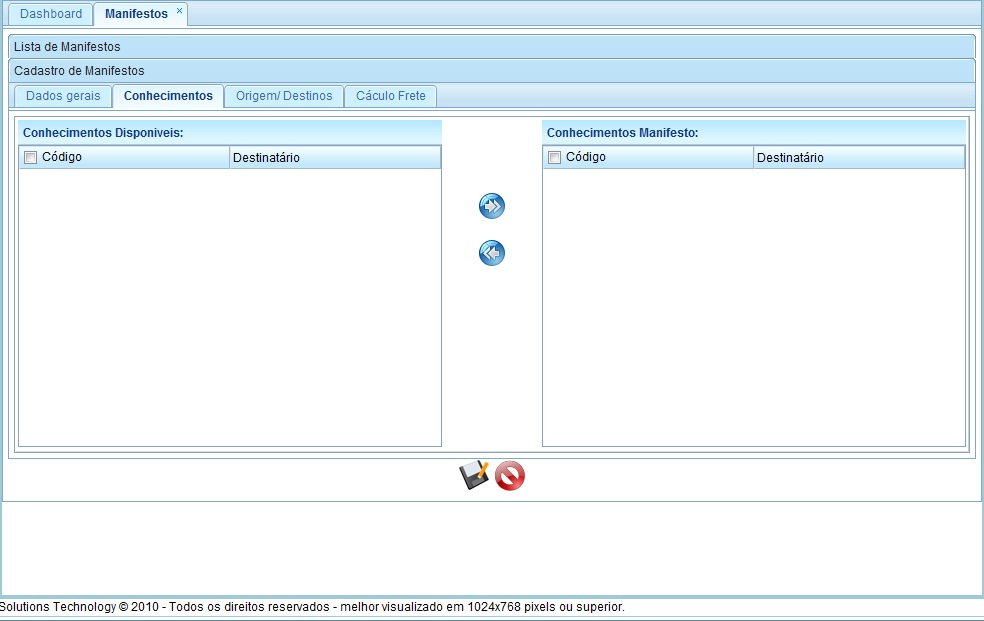 Dashboard Manifestos ×
Lista de Manifestos
Cadastro de Manifestos
Dados gerais Conhecimentos Origem/ Destinos Cáculo Frete
Conhecimentos Disponiveis: Conhecimentos Manifesto:
Código Destinatário Código Destinatário
Solutions Technology © 2010 - Todos os direitos reservados - melhor visualizado em 1024x768 pixels ou superior.